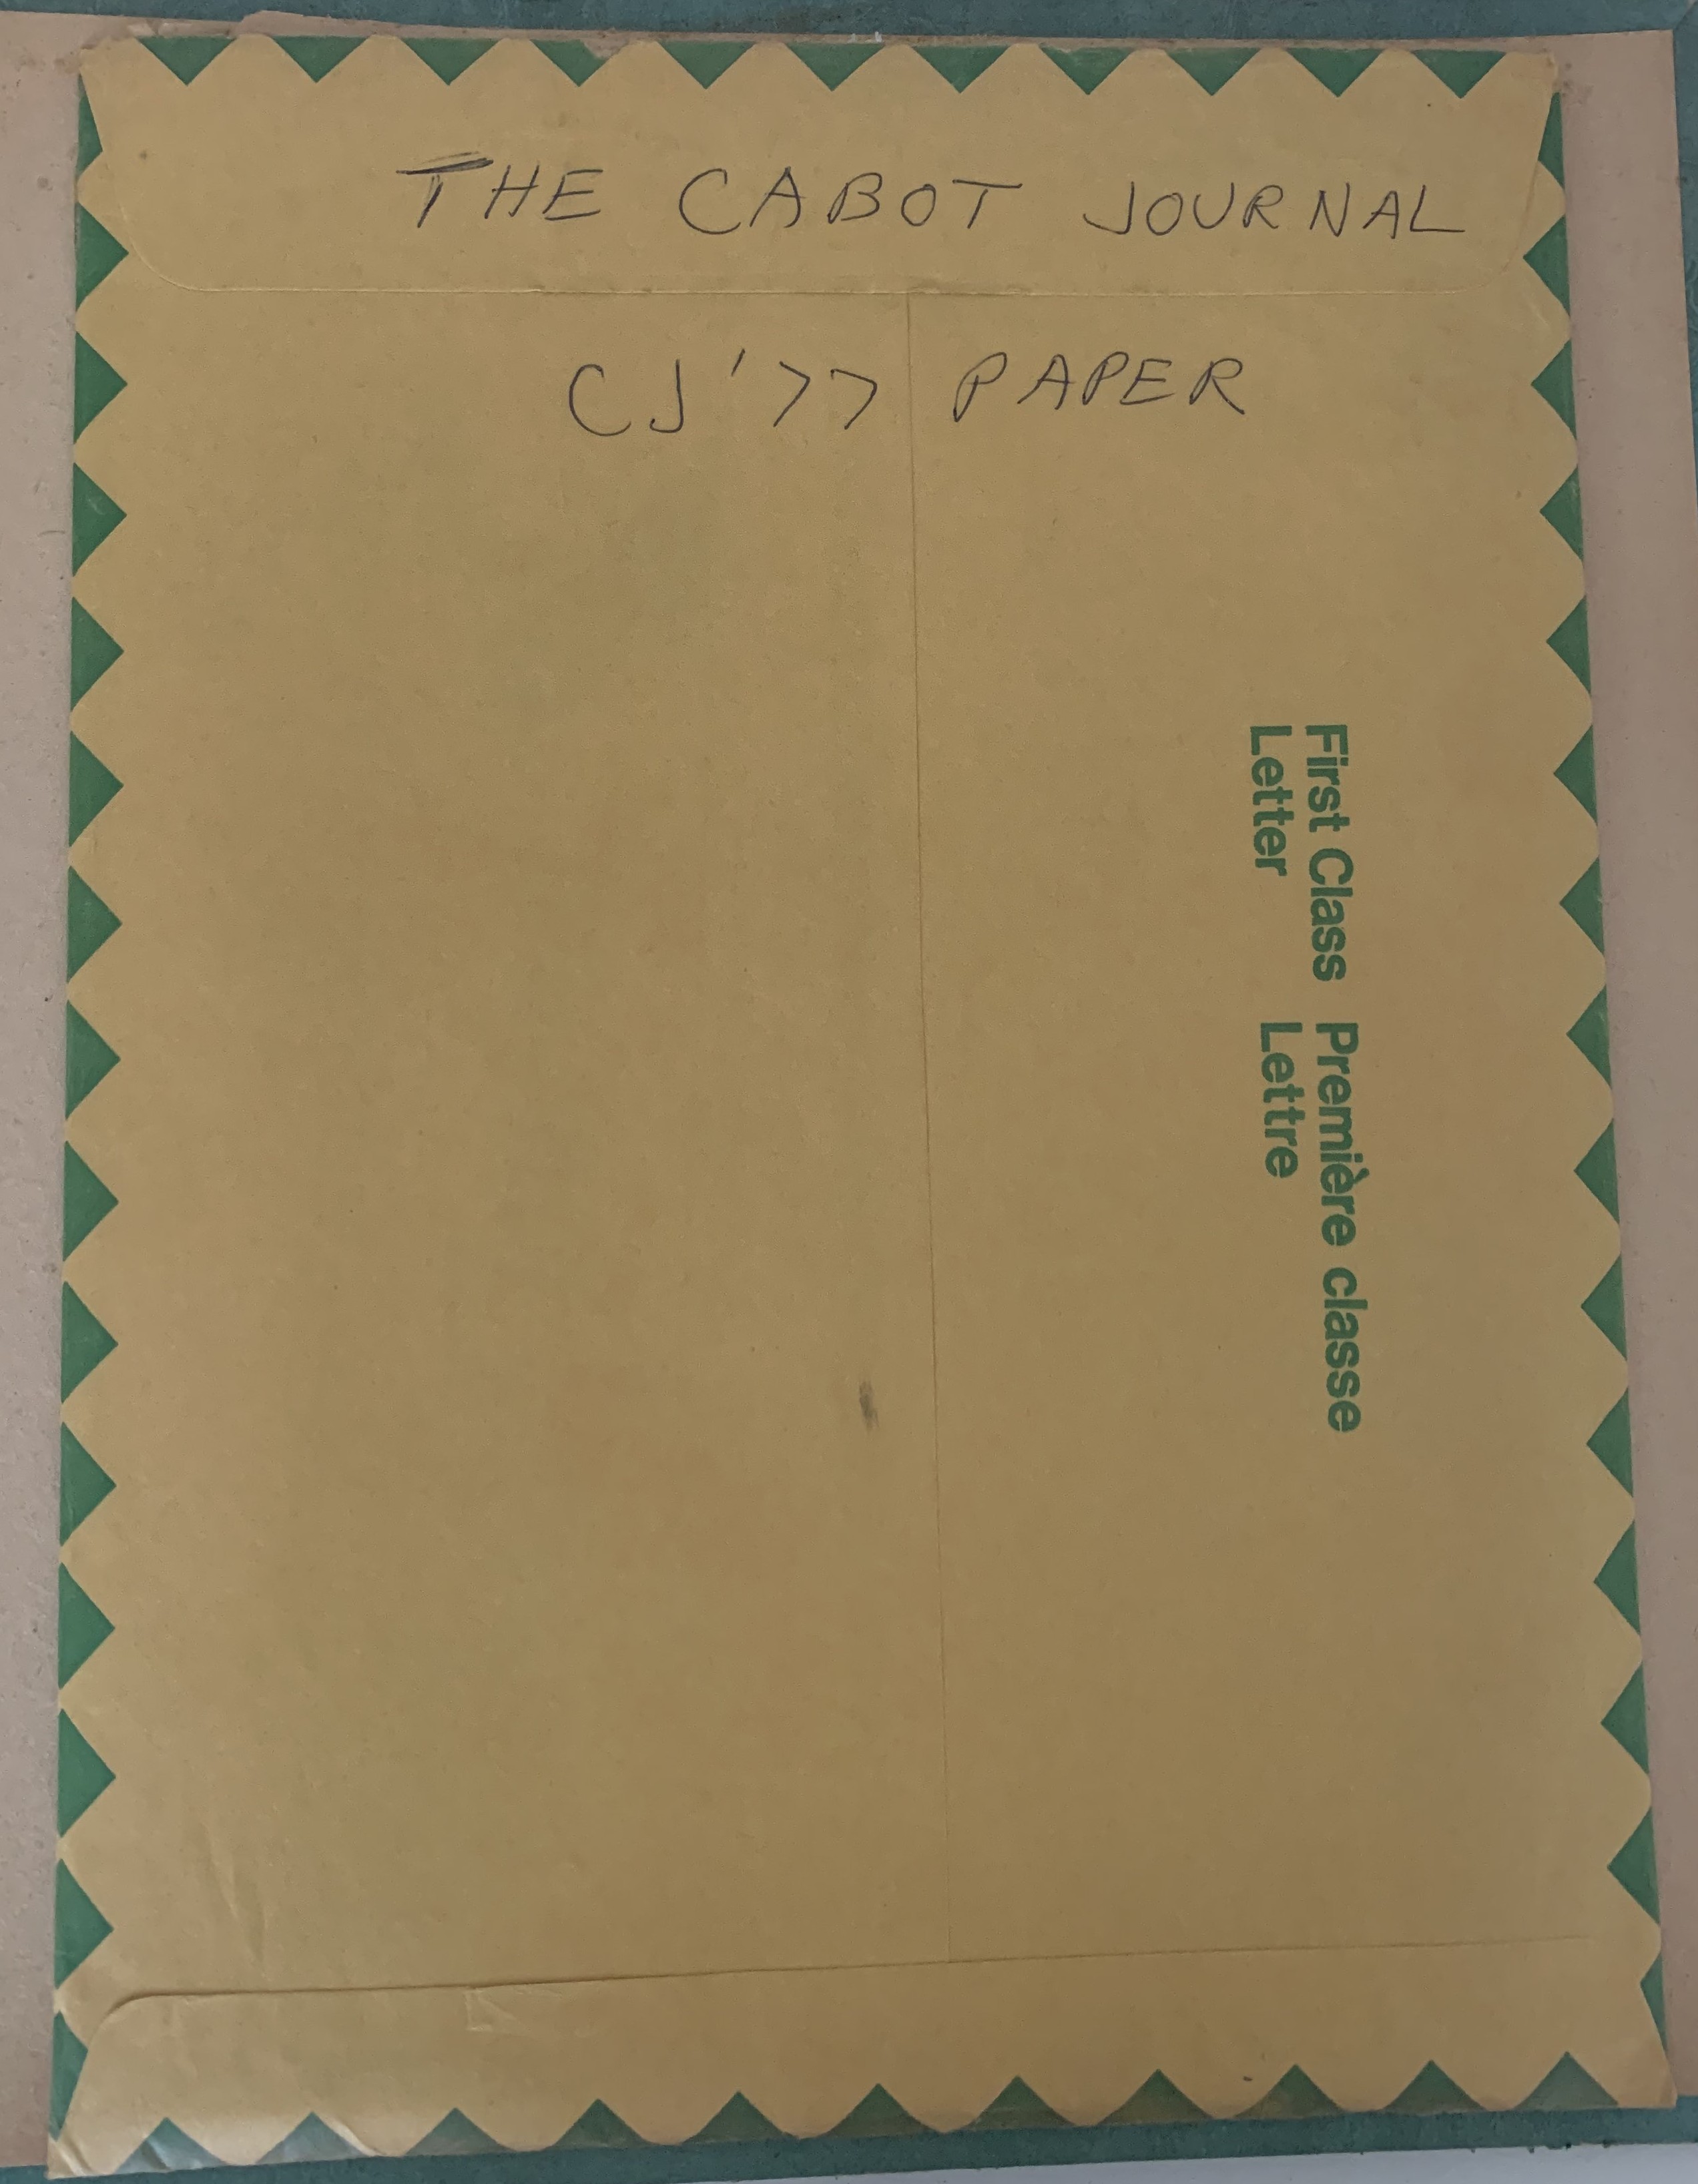 THE CABOT JOURNAL
CJ '77 PAPER
First Class
Letter
Première classe
Lettre